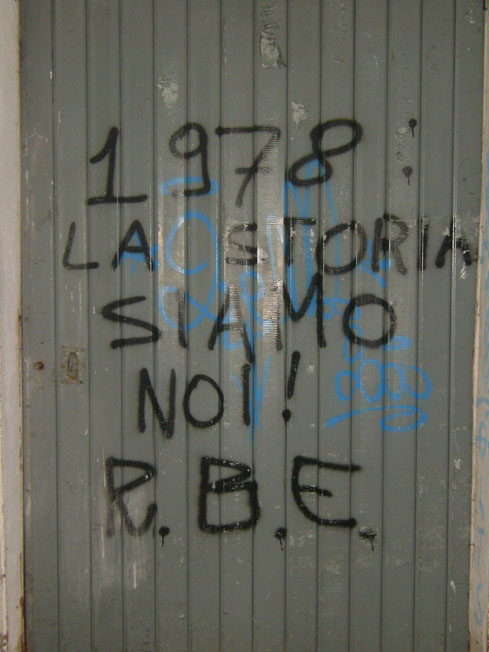 1978:
LA STORIA
SIAMO
NOI!
R.B.E.